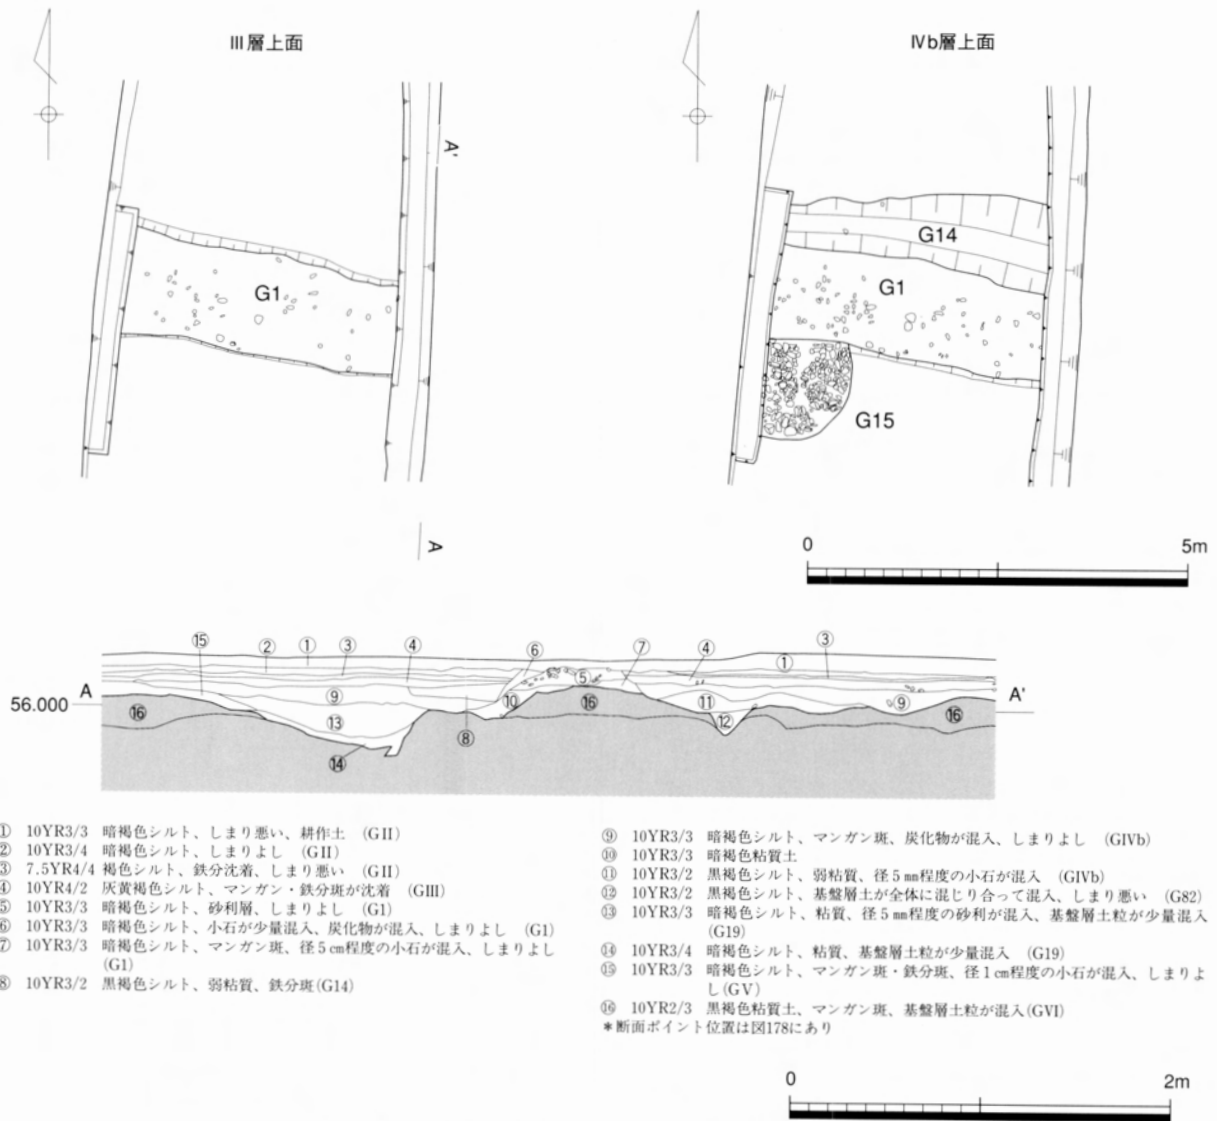 III層上面
IVb層上面
A'
G1
G14
G1
G15
A
0 5m
⑮ ② ① ③ ④ ⑥ ⑦ ④ ③
① ⑤
56.000 A A'
⑯ ⑨ ⑩ ⑯ ⑪ ⑨ ⑯
⑬ ⑧ ⑫
⑭
① 10YR3/3 暗褐色シルト、しまり悪い、耕作土 (GII)
② 10YR3/4 暗褐色シルト、しまりよし (GII)
③ 7.5YR4/4 褐色シルト、鉄分沈着、しまり悪い (GII)
④ 10YR4/2 灰黄褐色シルト、マンガン・鉄分斑が沈着 (GIII)
⑤ 10YR3/3 暗褐色シルト、砂利層、しまりよし (G1)
⑥ 10YR3/3 暗褐色シルト、小石が少量混入、炭化物が混入、しまりよし (G1)
⑦ 10YR3/3 暗褐色シルト、マンガン斑、径5㎝程度の小石が混入、しまりよし
(G1)
⑧ 10YR3/2 黒褐色シルト、弱粘質、鉄分斑(G14)
⑨ 10YR3/3 暗褐色シルト、マンガン斑、炭化物が混入、しまりよし (GIVb)
⑩ 10YR3/3 暗褐色粘質土
⑪ 10YR3/2 黒褐色シルト、弱粘質、径5㎜程度の小石が混入 (GIVb)
⑫ 10YR3/2 黒褐色シルト、基盤層土が全体に混じり合って混入、しまり悪い (G82)
⑬ 10YR3/3 暗褐色シルト、粘質、径5㎜程度の砂利が混入、基盤層土粒が少量混入
(G19)
⑭ 10YR3/4 暗褐色シルト、粘質、基盤層土粒が少量混入 (G19)
⑮ 10YR3/3 暗褐色シルト、マンガン斑・鉄分斑、径1㎝程度の小石が混入、しまりよ
し(GV)
⑯ 10YR2/3 黒褐色粘質土、マンガン斑、基盤層土粒が混入(GVI)
*断面ポイント位置は図178にあり
0 2m